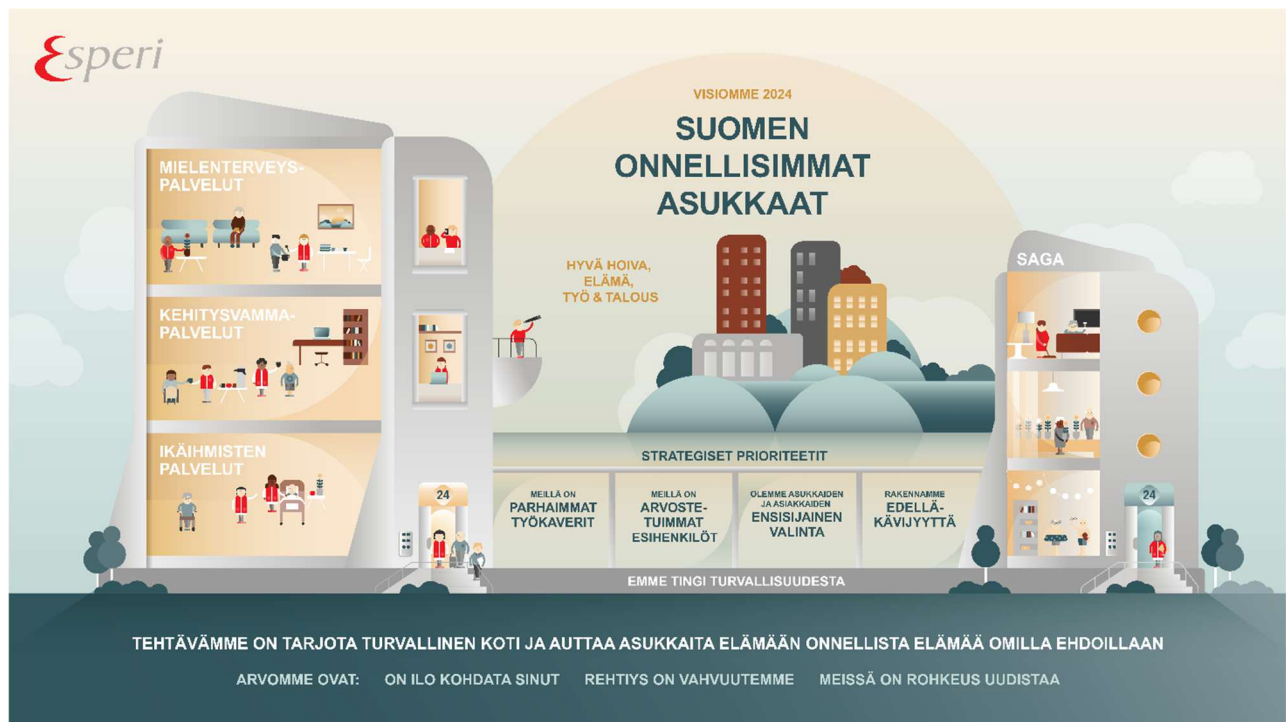 Esperi
VISIOMME 2024
SUOMEN
ONNELLISIMMAT
ASUKKAAT
HYVÄ HOIVA,
ELÄMÄ,
TYÖ & TALOUS
MIELENTERVEYS-
PALVELUT
KEHITYSVAMMA-
PALVELUT
IKÄIHMISTEN
PALVELUT
24
SAGA
24
STRATEGISET PRIORITEETIT
MEILLÄ ON
PARHAIMMAT
TYÖKAVERIT
MEILLÄ ON
ARVOSTE-
TUIMMAT
ESIHENKILÖT
OLEMME ASUKKAIDEN
JA ASIAKKAIDEN
ENSISIJAINEN
VALINTA
RAKENNAMME
EDELLÄ-
KÄVIJYYTTÄ
EMME TINGI TURVALLISUUDESTA
TEHTÄVÄMME ON TARJOTA TURVALLINEN KOTI JA AUTTAA ASUKKAITA ELÄMÄÄN ONNELLISTA ELÄMÄÄ OMILLA EHDOILLAAN
ARVOMME OVAT: ON ILO KOHDATA SINUT REHTIYS ON VAHVUUTEMME MEISSÄ ON ROHKEUS UUDISTAA